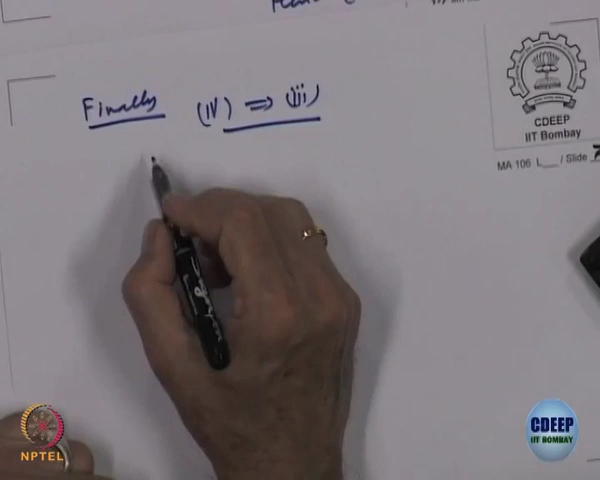 Finally (IV) ⇒ (iii)
CDEEP
IIT Bombay
MA 106 L___ / Slide
NPTEL
CDEEP
IIT BOMBAY